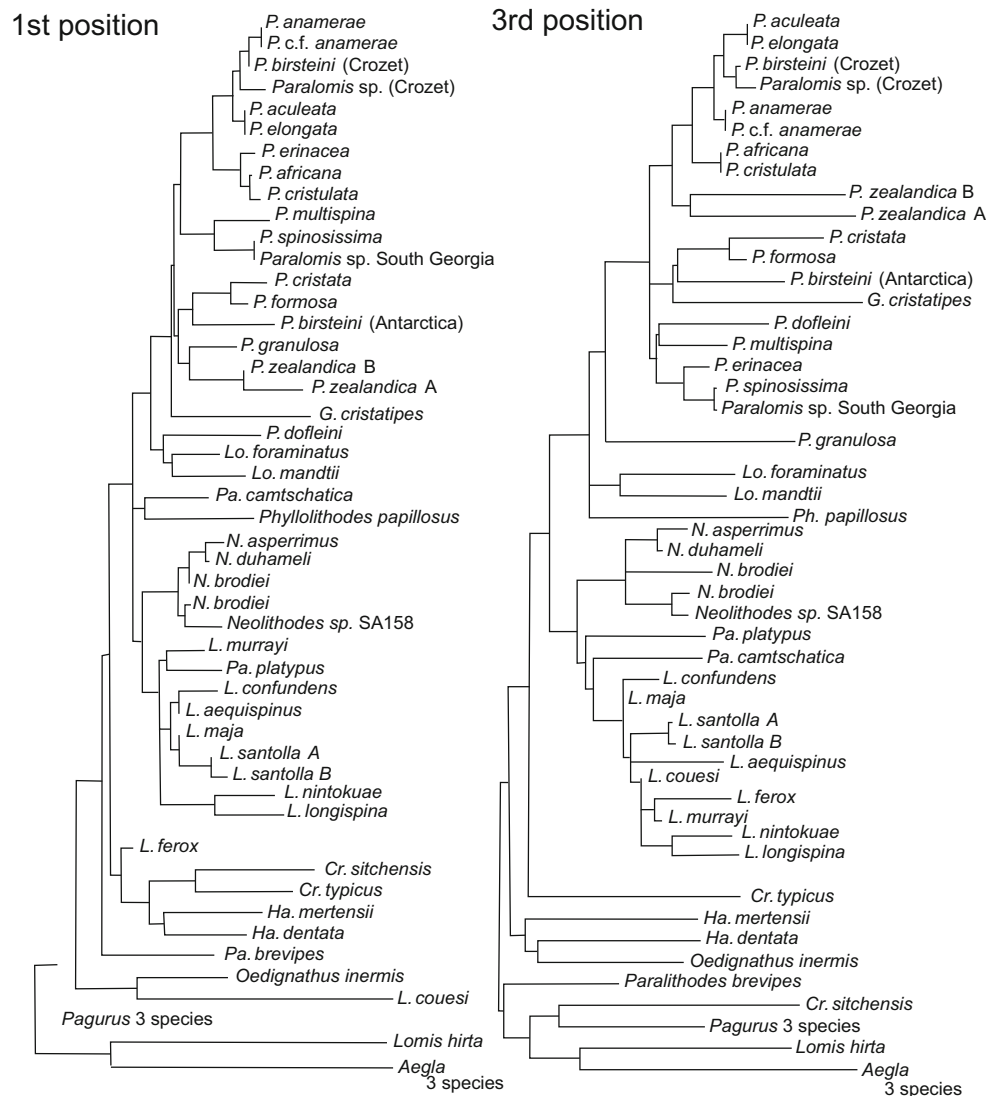 1st position
P. anamerae
P. c.f. anamerae
P. birsteini (Crozet)
Paralomis sp. (Crozet)
P. aculeata
P. elongata
P. erinacea
P. africana
P. cristulata
P. multispina
P. spinosissima
Paralomis sp. South Georgia
P. cristata
P. formosa
P. birsteini (Antarctica)
P. granulosa
P. zealandica B
P. zealandica A
G. cristatipes
P. dofleini
Lo. foraminatus
Lo. mandtii
Pa. camtschatica
Phyllolithodes papillosus
N. asperrimus
N. duhameli
N. brodiei
N. brodiei
Neolithodes sp. SA158
L. murrayi
Pa. platypus
L. confundens
L. aequispinus
L. maja
L. santolla A
L. santolla B
L. nintokuae
L. longispina
L. ferox
Cr. sitchensis
Cr. typicus
Ha. mertensii
Ha. dentata
Pa. brevipes
Oedignathus inermis
L. couesi
Pagurus 3 species
Lomis hirta
Aegla
3 species
3rd position
P. aculeata
P. elongata
P. birsteini (Crozet)
Paralomis sp. (Crozet)
P. anamerae
P. c.f. anamerae
P. africana
P. cristulata
P. zealandica B
P. zealandica A
P. cristata
P. formosa
P. birsteini (Antarctica)
G. cristatipes
P. dofleini
P. multispina
P. erinacea
P. spinosissima
Paralomis sp. South Georgia
P. granulosa
Lo. foraminatus
Lo. mandtii
Ph. papillosus
N. asperrimus
N. duhameli
N. brodiei
N. brodiei
Neolithodes sp. SA158
Pa. platypus
Pa. camtschatica
L. confundens
L. maja
L. santolla A
L. santolla B
L. aequispinus
L. couesi
L. ferox
L. murrayi
L. nintokuae
L. longispina
Cr. typicus
Ha. mertensii
Ha. dentata
Oedignathus inermis
Paralithodes brevipes
Cr. sitchensis
Pagurus 3 species
Lomis hirta
Aegla
3 species